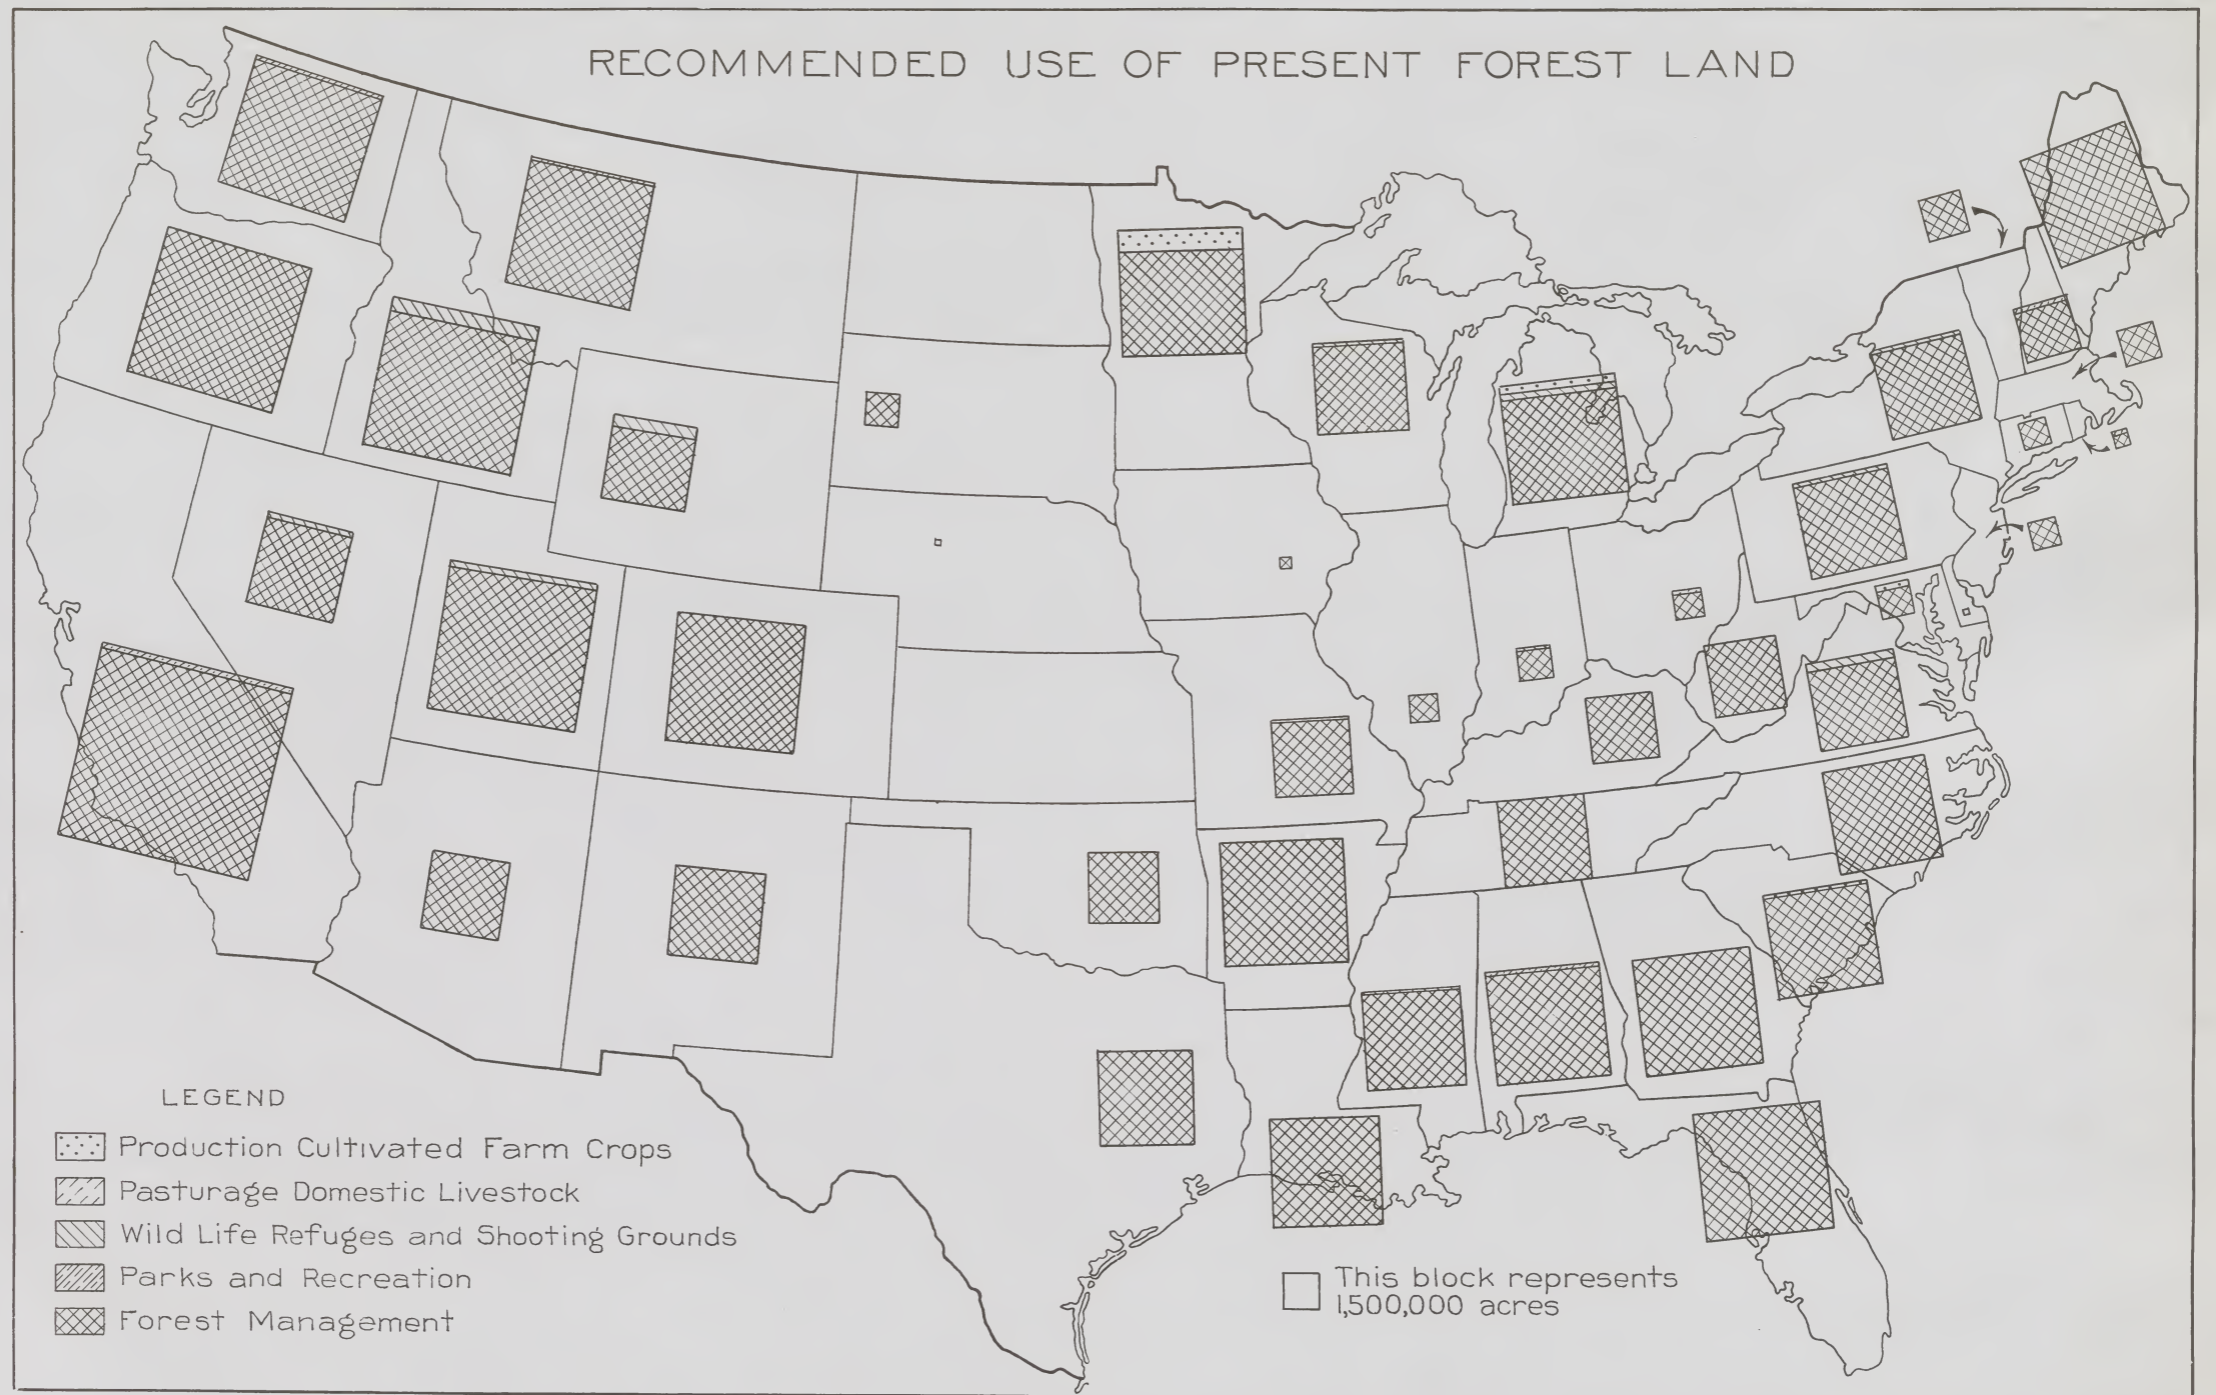 RECOMMENDED USE OF PRESENT FOREST LAND
LEGEND
Production Cultivated Farm Crops
Pasturage Domestic Livestock
Wild Life Refuges and Shooting Grounds
Parks and Recreation
Forest Management
This block represents
1,500,000 acres